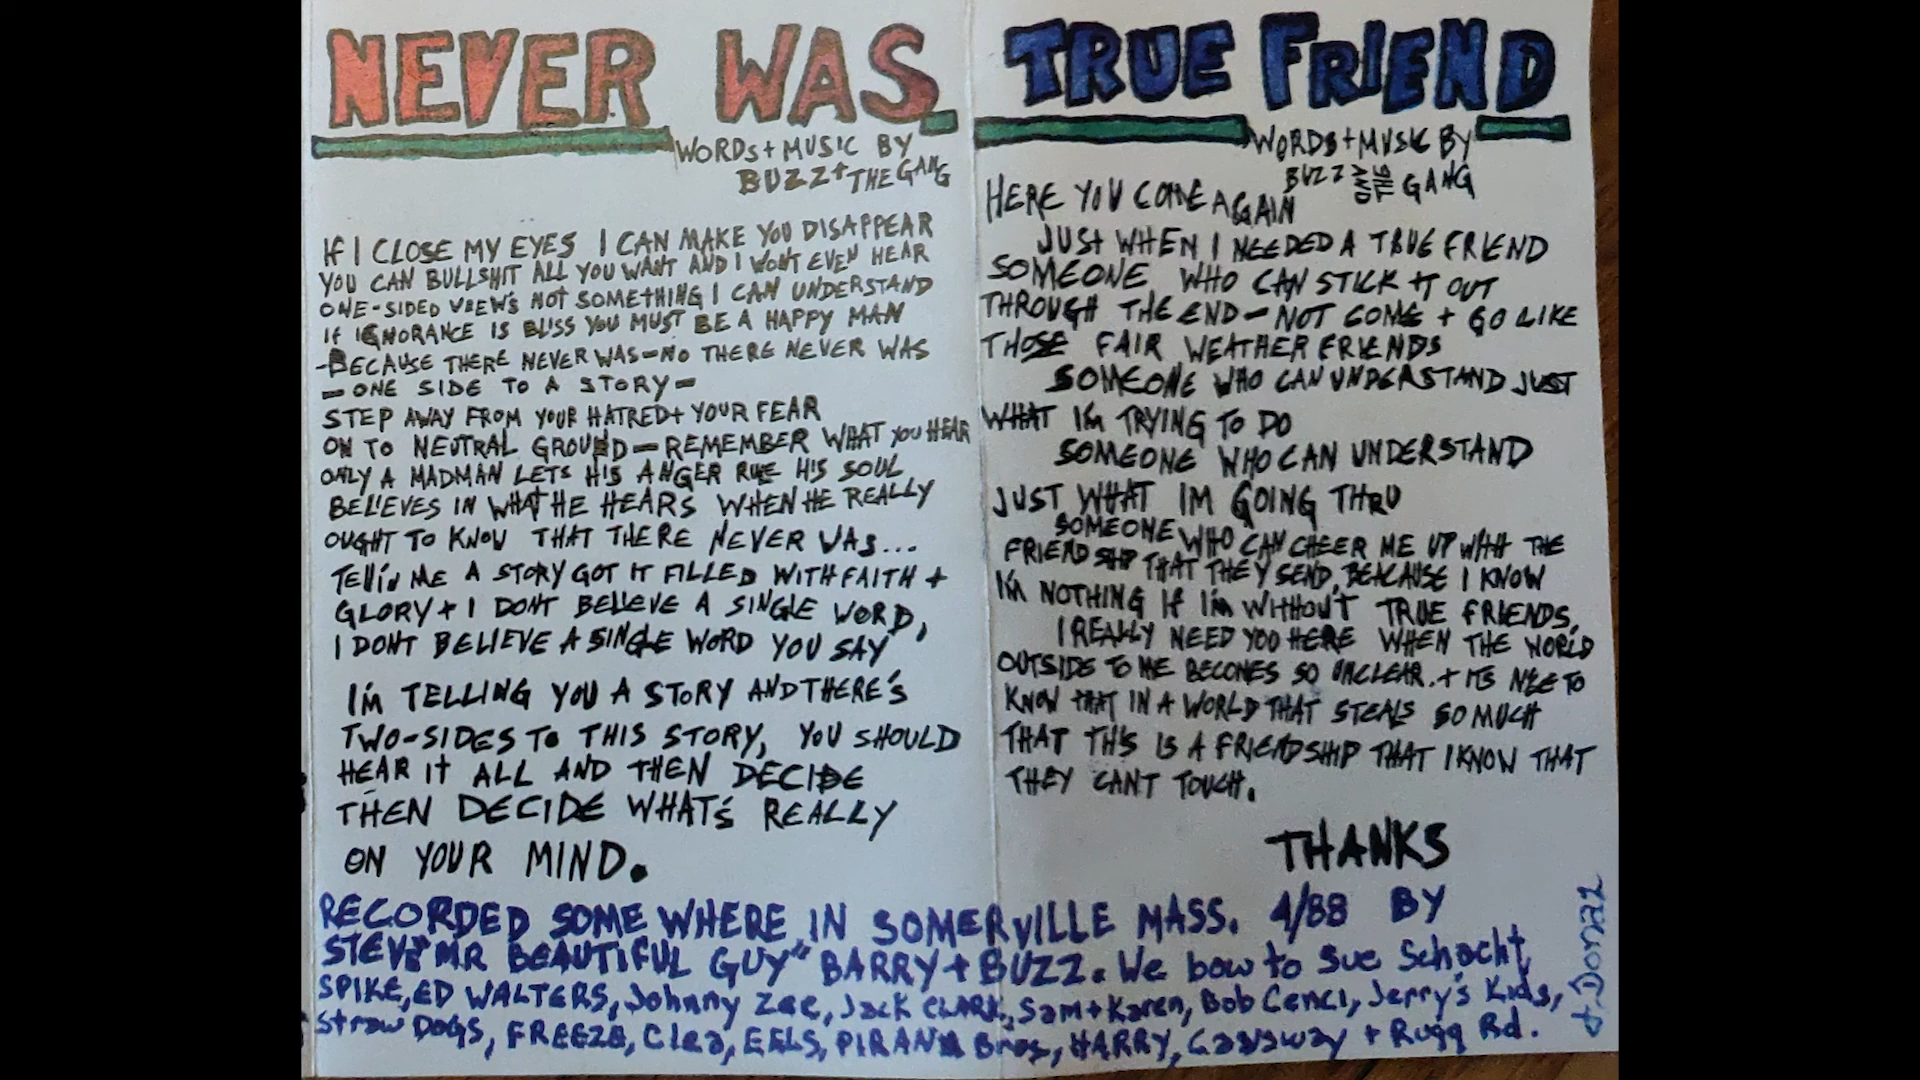 NEVER WAS
WORDS + MUSIC BY
BUZZ + THE GANG
IF I CLOSE MY EYES I CAN MAKE YOU DISAPPEAR
YOU CAN BULLSHIT ALL YOU WANT AND I WONT EVEN HEAR
ONE-SIDED VIEW'S NOT SOMETHING I CAN UNDERSTAND
IF IGNORANCE IS BLISS YOU MUST BE A HAPPY MAN
-BECAUSE THERE NEVER WAS-NO THERE NEVER WAS
-ONE SIDE TO A STORY-
STEP AWAY FROM YOUR HATRED + YOUR FEAR
ON TO NEUTRAL GROUND-REMEMBER WHAT YOU HEAR
ONLY A MADMAN LETS HIS ANGER RULE HIS SOUL
BELIEVES IN WHAT HE HEARS WHEN HE REALLY
OUGHT TO KNOW THAT THERE NEVER WAS...
TELLIN ME A STORY GOT IT FILLED WITH FAITH +
GLORY + I DONT BELIEVE A SINGLE WORD,
I DONT BELIEVE A SINGLE WORD YOU SAY
I'M TELLING YOU A STORY AND THERE'S
TWO-SIDES TO THIS STORY, YOU SHOULD
HEAR IT ALL AND THEN DECIDE
THEN DECIDE WHAT'S REALLY
ON YOUR MIND.
TRUE FRIEND
WORDS + MUSIC BY
BUZZ AND THE GANG
HERE YOU COME AGAIN
JUST WHEN I NEEDED A TRUE FRIEND
SOMEONE WHO CAN STICK IT OUT
THROUGH THE END-NOT COME + GO LIKE
THOSE FAIR WEATHER FRIENDS
SOMEONE WHO CAN UNDERSTAND JUST
WHAT I'M TRYING TO DO
SOMEONE WHO CAN UNDERSTAND
JUST WHAT IM GOING THRU
SOMEONE WHO CAN CHEER ME UP WITH THE
FRIENDSHIP THAT THEY SEND, BEACAUSE I KNOW
I'M NOTHING IF I'M WITHOUT TRUE FRIENDS,
I REALLY NEED YOU HERE WHEN THE WORLD
OUTSIDE TO ME BECOMES SO UNCLEAR. + ITS NICE TO
KNOW THAT IN A WORLD THAT STEALS SO MUCH
THAT THIS IS A FRIENDSHIP THAT I KNOW THAT
THEY CANT TOUCH.
THANKS
RECORDED SOME WHERE IN SOMERVILLE MASS. 4/88 BY
STEVE "MR BEAUTIFUL GUY" BARRY + BUZZ. We bow to Sue Schacht
SPIKE, ED WALTERS, Johnny Zee, Jack CLARK, Sam + Karen, Bob Cenci, Jerry's Kids,
Straw DOGS, FREEZE, Clea, EELS, PIRANA Bros, HARRY, Gassway + Rugg Rd.